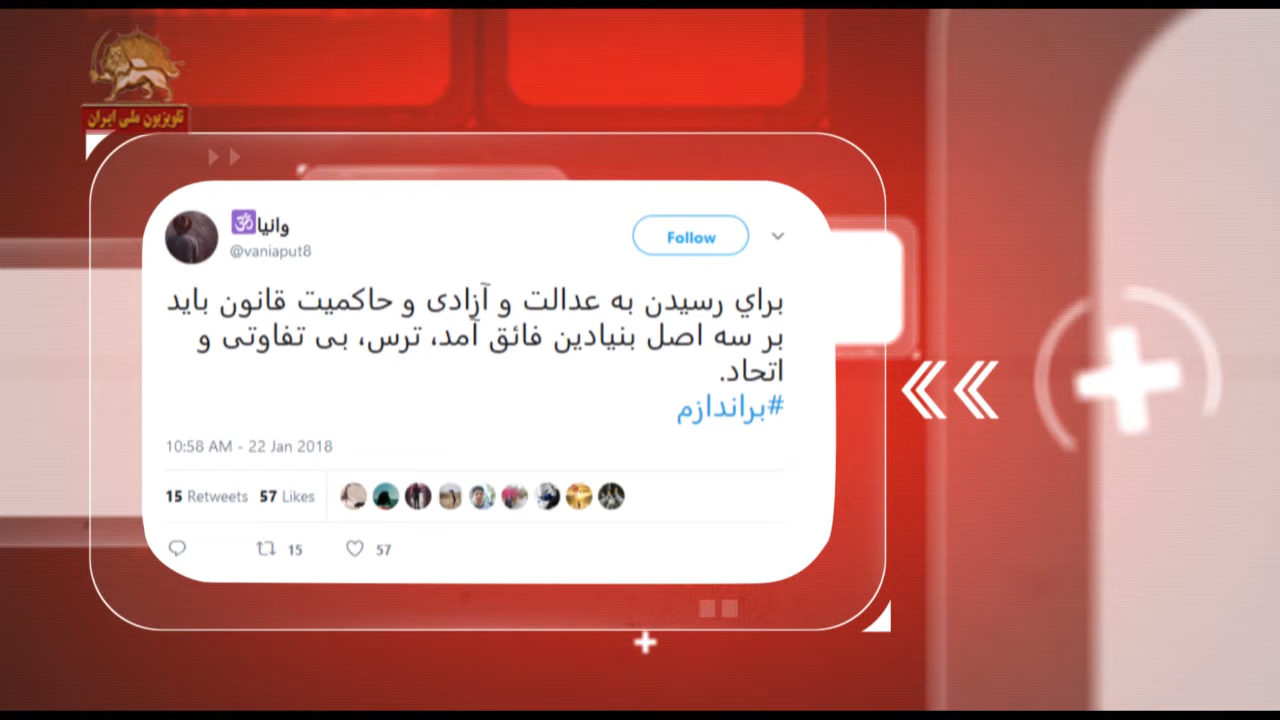 تلویزیون ملی ایران
وانیا🕉
@vaniaput8
Follow
براي رسیدن به عدالت و آزادی و حاکمیت قانون باید
بر سه اصل بنیادین فائق آمد، ترس، بی تفاوتی و
اتحاد.
#براندازم
10:58 AM - 22 Jan 2018
15 Retweets 57 Likes
15 57